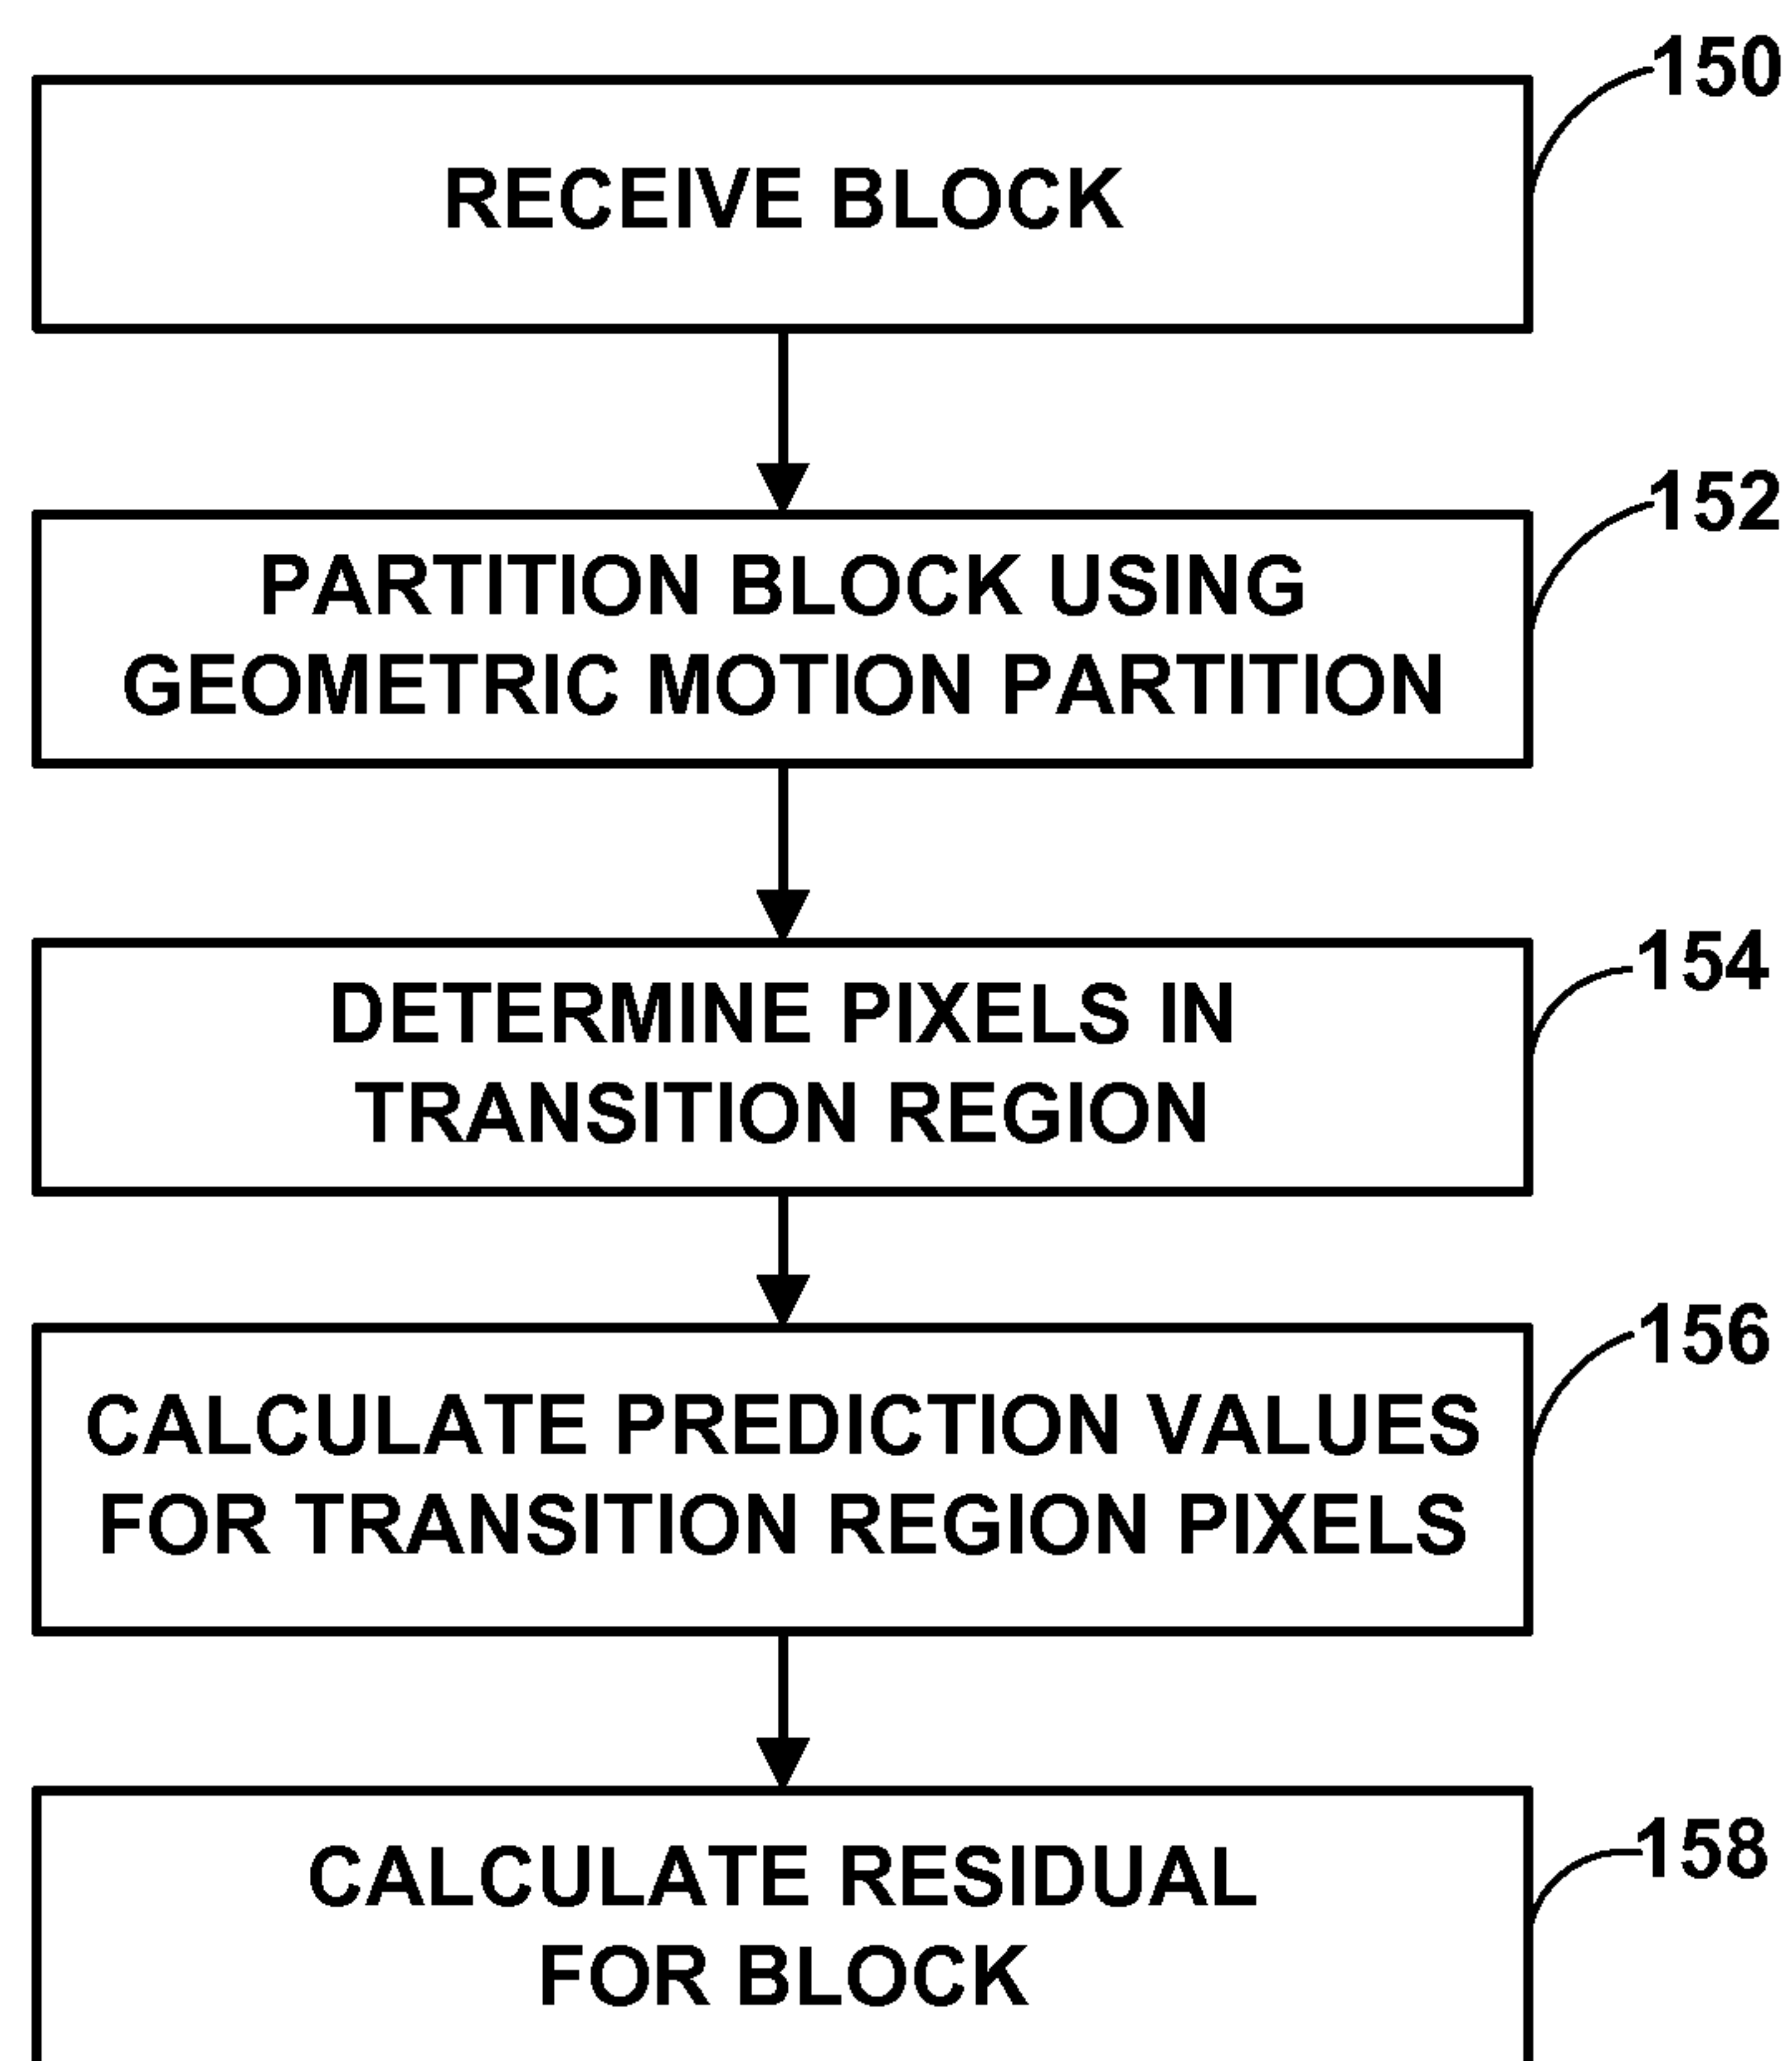 150
RECEIVE BLOCK
152
PARTITION BLOCK USING
GEOMETRIC MOTION PARTITION
154
DETERMINE PIXELS IN
TRANSITION REGION
156
CALCULATE PREDICTION VALUES
FOR TRANSITION REGION PIXELS
158
CALCULATE RESIDUAL
FOR BLOCK